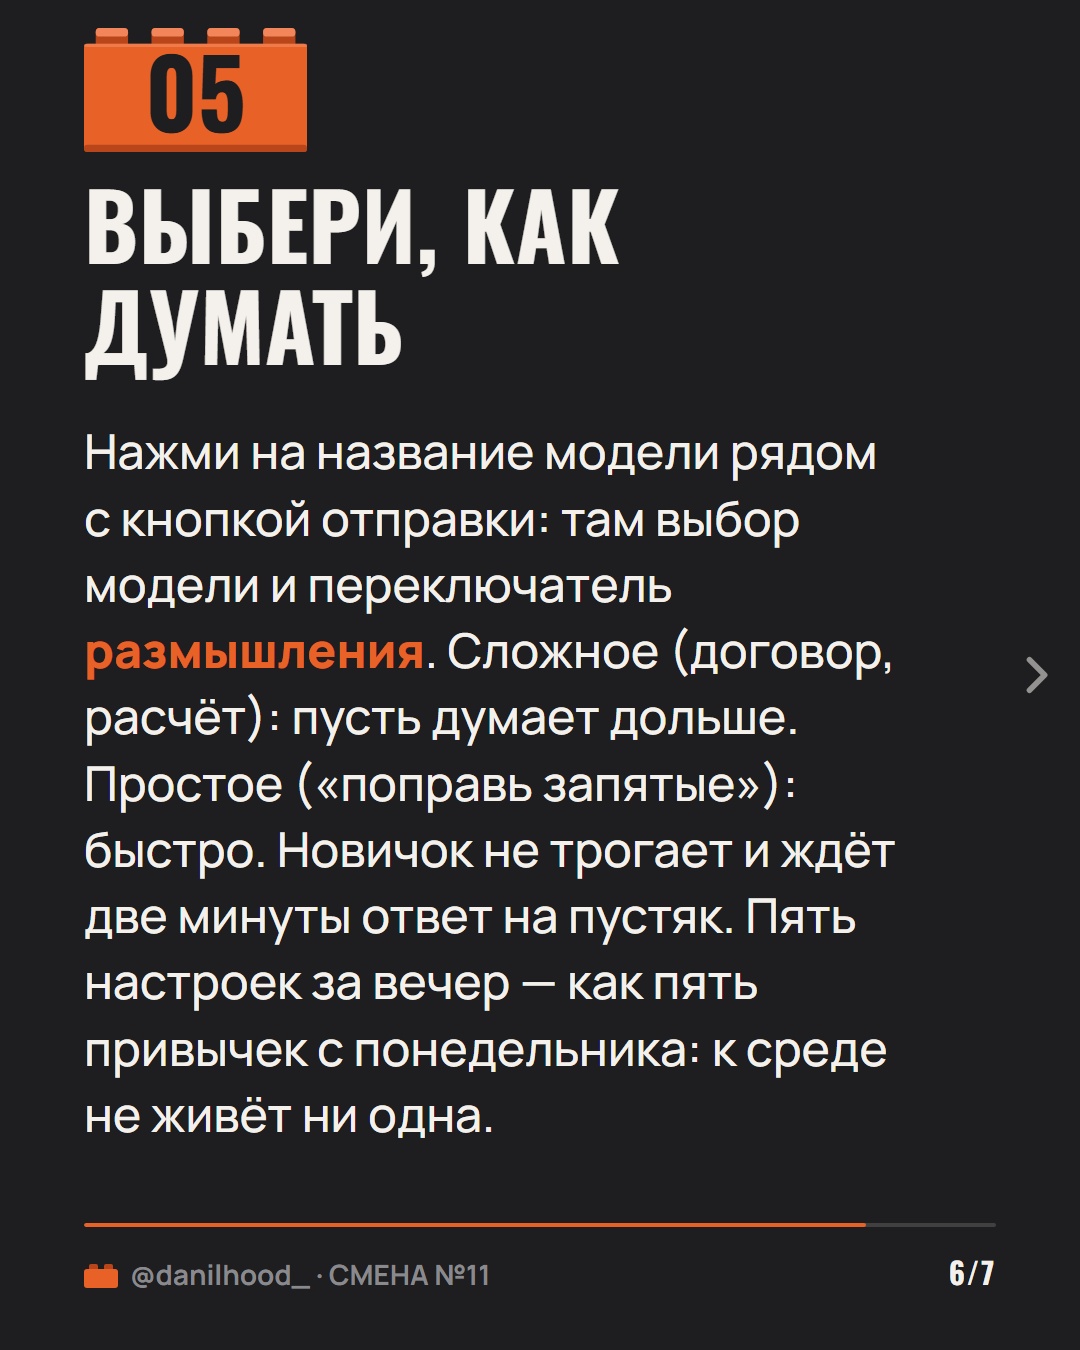 05
ВЫБЕРИ, КАК
ДУМАТЬ
Нажми на название модели рядом
с кнопкой отправки: там выбор
модели и переключатель
размышления. Сложное (договор,
расчёт): пусть думает дольше.
Простое («поправь запятые»):
быстро. Новичок не трогает и ждёт
две минуты ответ на пустяк. Пять
настроек за вечер — как пять
привычек с понедельника: к среде
не живёт ни одна.
@danilhood_ · СМЕНА №11
6/7